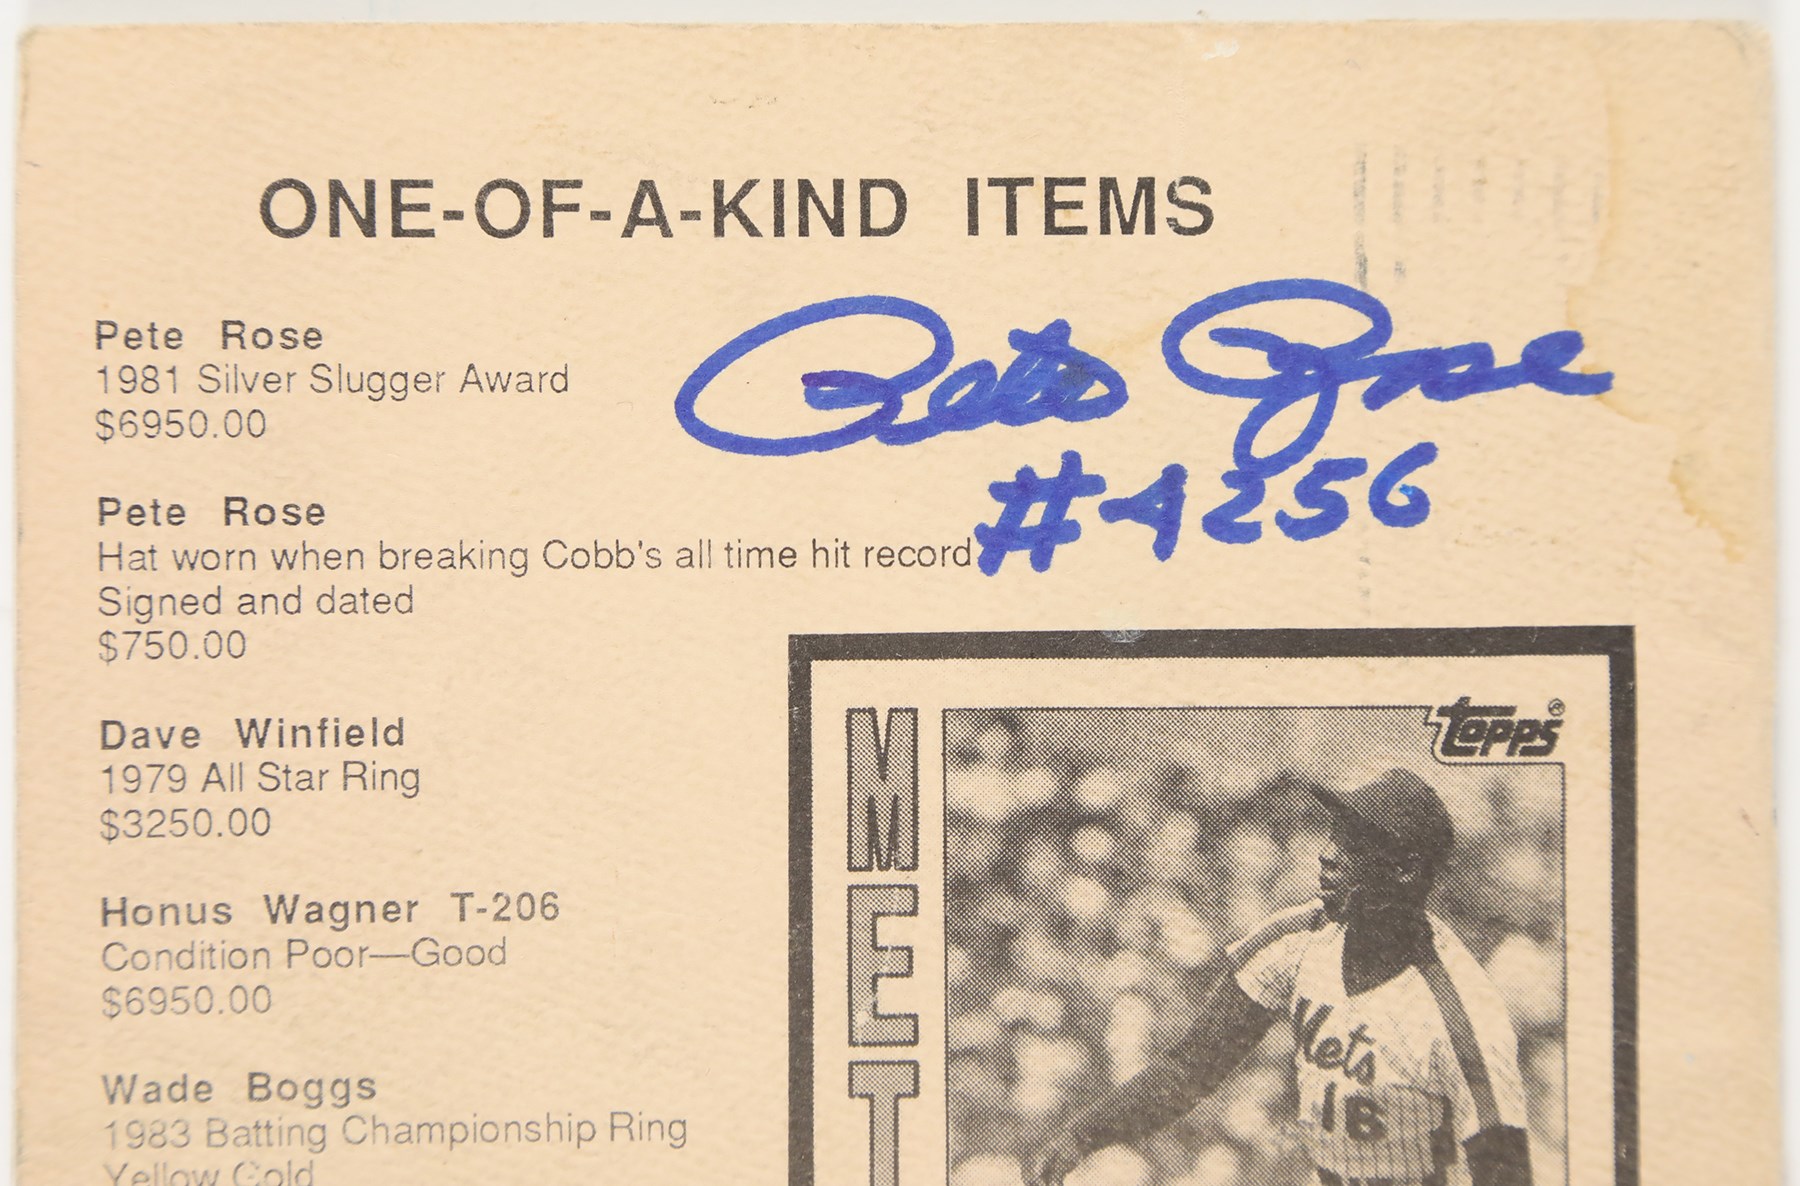 ONE-OF-A-KIND ITEMS
Pete Rose
1981 Silver Slugger Award
$6950.00
Pete Rose
#4256
Pete Rose
Hat worn when breaking Cobb's all time hit record
Signed and dated
$750.00
Dave Winfield
1979 All Star Ring
$3250.00
Honus Wagner T-206
Condition Poor—Good
$6950.00
Wade Boggs
1983 Batting Championship Ring
Yellow Gold
MET
Topps®
Mets
16